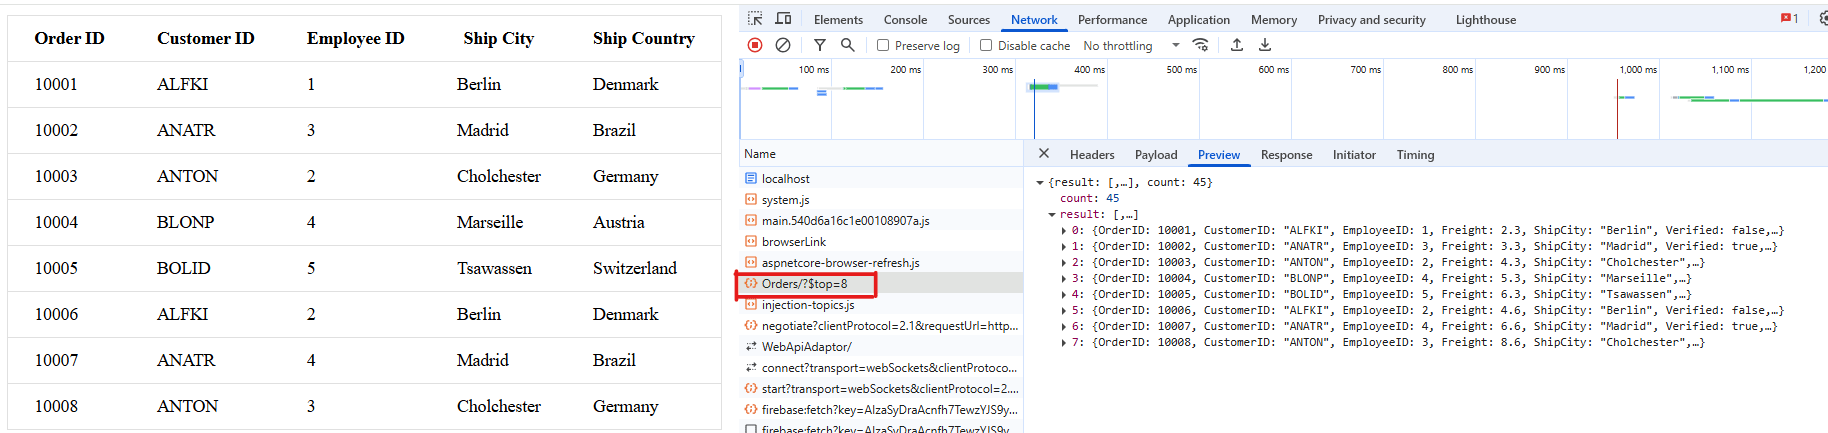 Order ID Customer ID Employee ID Ship City Ship Country
10001 ALFKI 1 Berlin Denmark
10002 ANATR 3 Madrid Brazil
10003 ANTON 2 Cholchester Germany
10004 BLONP 4 Marseille Austria
10005 BOLID 5 Tsawassen Switzerland
10006 ALFKI 2 Berlin Denmark
10007 ANATR 4 Madrid Brazil
10008 ANTON 3 Cholchester Germany
Elements Console Sources Network Performance Application Memory Privacy and security Lighthouse 1
Preserve log Disable cache No throttling
100 ms 200 ms 300 ms 400 ms 500 ms 600 ms 700 ms 800 ms 900 ms 1,000 ms 1,100 ms 1,200
Name
localhost
system.js
main.540d6a16c1e00108907a.js
browserLink
aspnetcore-browser-refresh.js
Orders/?$top=8
injection-topics.js
negotiate?clientProtocol=2.1&requestUrl=http...
WebApiAdaptor/
connect?transport=webSockets&clientProtoco...
start?transport=webSockets&clientProtocol=2....
firebase:fetch?key=AIzaSyDraAcnfh7TewzYJS9y...
firebase:fetch?key=AIzaSyDraAcnfh7TewzYJS9y
Headers Payload Preview Response Initiator Timing
{result: [,…], count: 45}
count: 45
result: [,…]
0: {OrderID: 10001, CustomerID: "ALFKI", EmployeeID: 1, Freight: 2.3, ShipCity: "Berlin", Verified: false,…}
1: {OrderID: 10002, CustomerID: "ANATR", EmployeeID: 3, Freight: 3.3, ShipCity: "Madrid", Verified: true,…}
2: {OrderID: 10003, CustomerID: "ANTON", EmployeeID: 2, Freight: 4.3, ShipCity: "Cholchester",…}
3: {OrderID: 10004, CustomerID: "BLONP", EmployeeID: 4, Freight: 5.3, ShipCity: "Marseille",…}
4: {OrderID: 10005, CustomerID: "BOLID", EmployeeID: 5, Freight: 6.3, ShipCity: "Tsawassen",…}
5: {OrderID: 10006, CustomerID: "ALFKI", EmployeeID: 2, Freight: 4.6, ShipCity: "Berlin", Verified: false,…}
6: {OrderID: 10007, CustomerID: "ANATR", EmployeeID: 4, Freight: 6.6, ShipCity: "Madrid", Verified: true,…}
7: {OrderID: 10008, CustomerID: "ANTON", EmployeeID: 3, Freight: 8.6, ShipCity: "Cholchester",…}